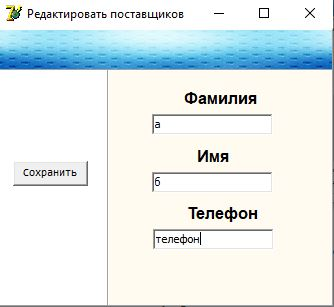 Редактировать поставщиков
Фамилия
а
Имя
б
Сохранить
Телефон
телефон